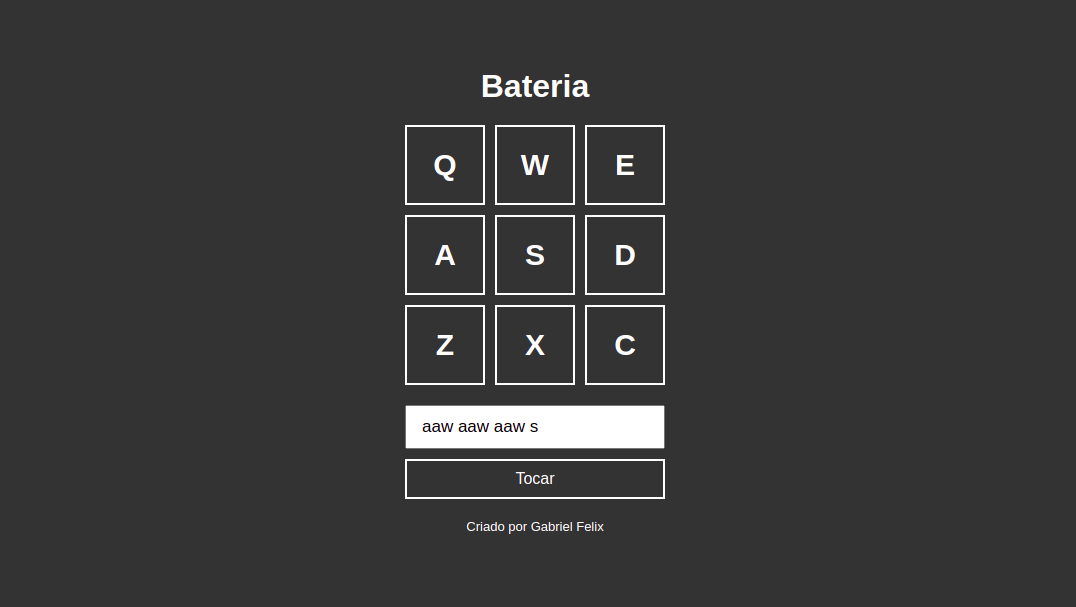 Bateria
Q W E
A S D
Z X C
aaw aaw aaw s
Tocar
Criado por Gabriel Felix